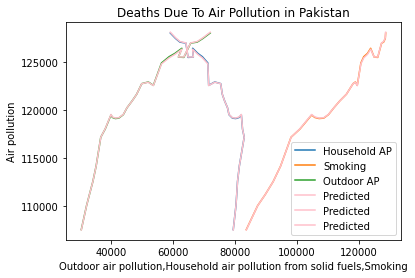 Deaths Due To Air Pollution in Pakistan
Air pollution
125000
120000
115000
110000
Household AP
Smoking
Outdoor AP
Predicted
Predicted
Predicted
40000 60000 80000 100000 120000
Outdoor air pollution,Household air pollution from solid fuels,Smoking